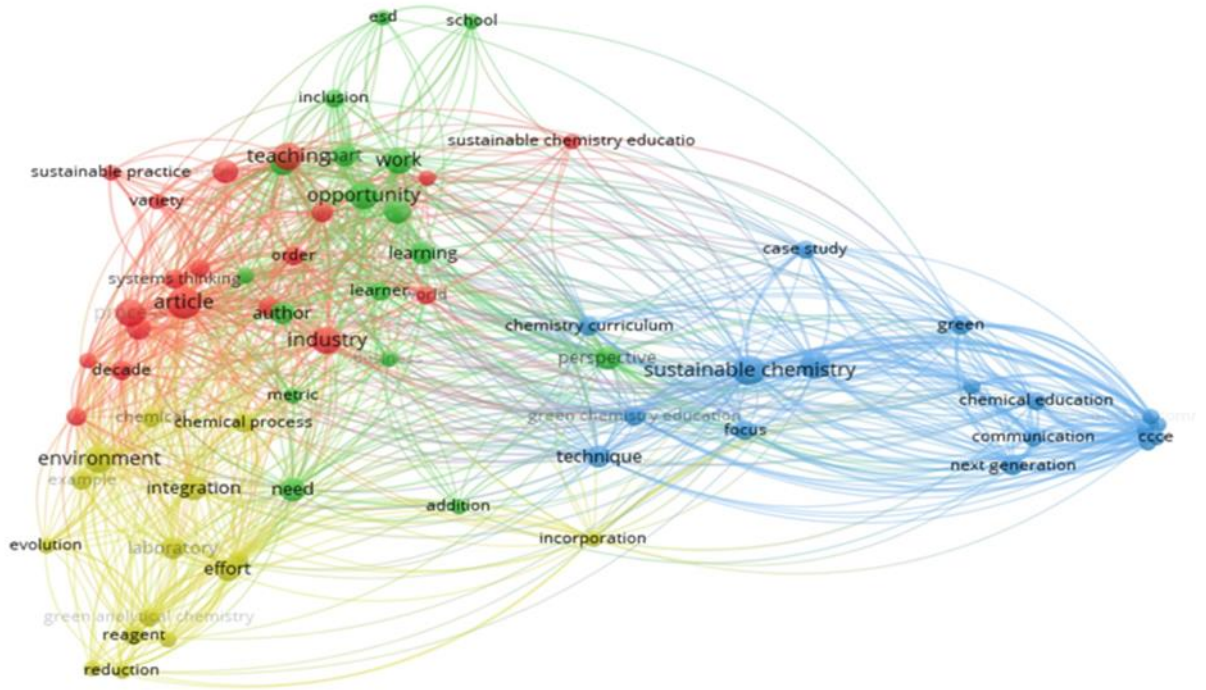 esd
school
inclusion
sustainable chemistry educatio
teaching
part
work
sustainable practice
opportunity
variety
case study
order
learning
systems thinking
learner
world
article
author
chemistry curriculum
green
industry
perspective
decade
sustainable chemistry
metric
chemical education
chemical
chemical process
green chemistry education
focus
communication
ccce
environment
technique
next generation
example
integration
need
addition
incorporation
evolution
laboratory
effort
green analytical chemistry
reagent
reduction